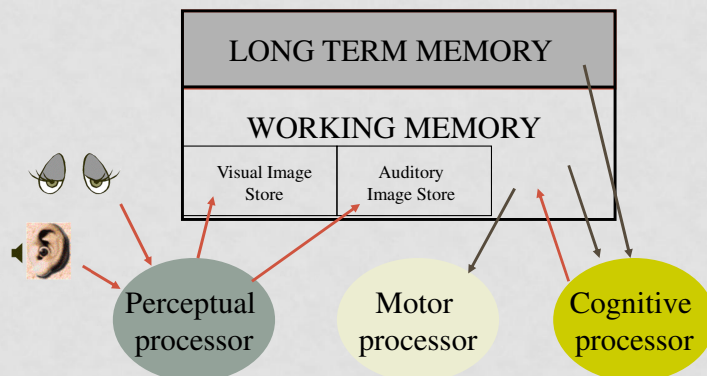 LONG TERM MEMORY
WORKING MEMORY
Visual Image
Store
Auditory
Image Store
Perceptual
processor
Motor
processor
Cognitive
processor